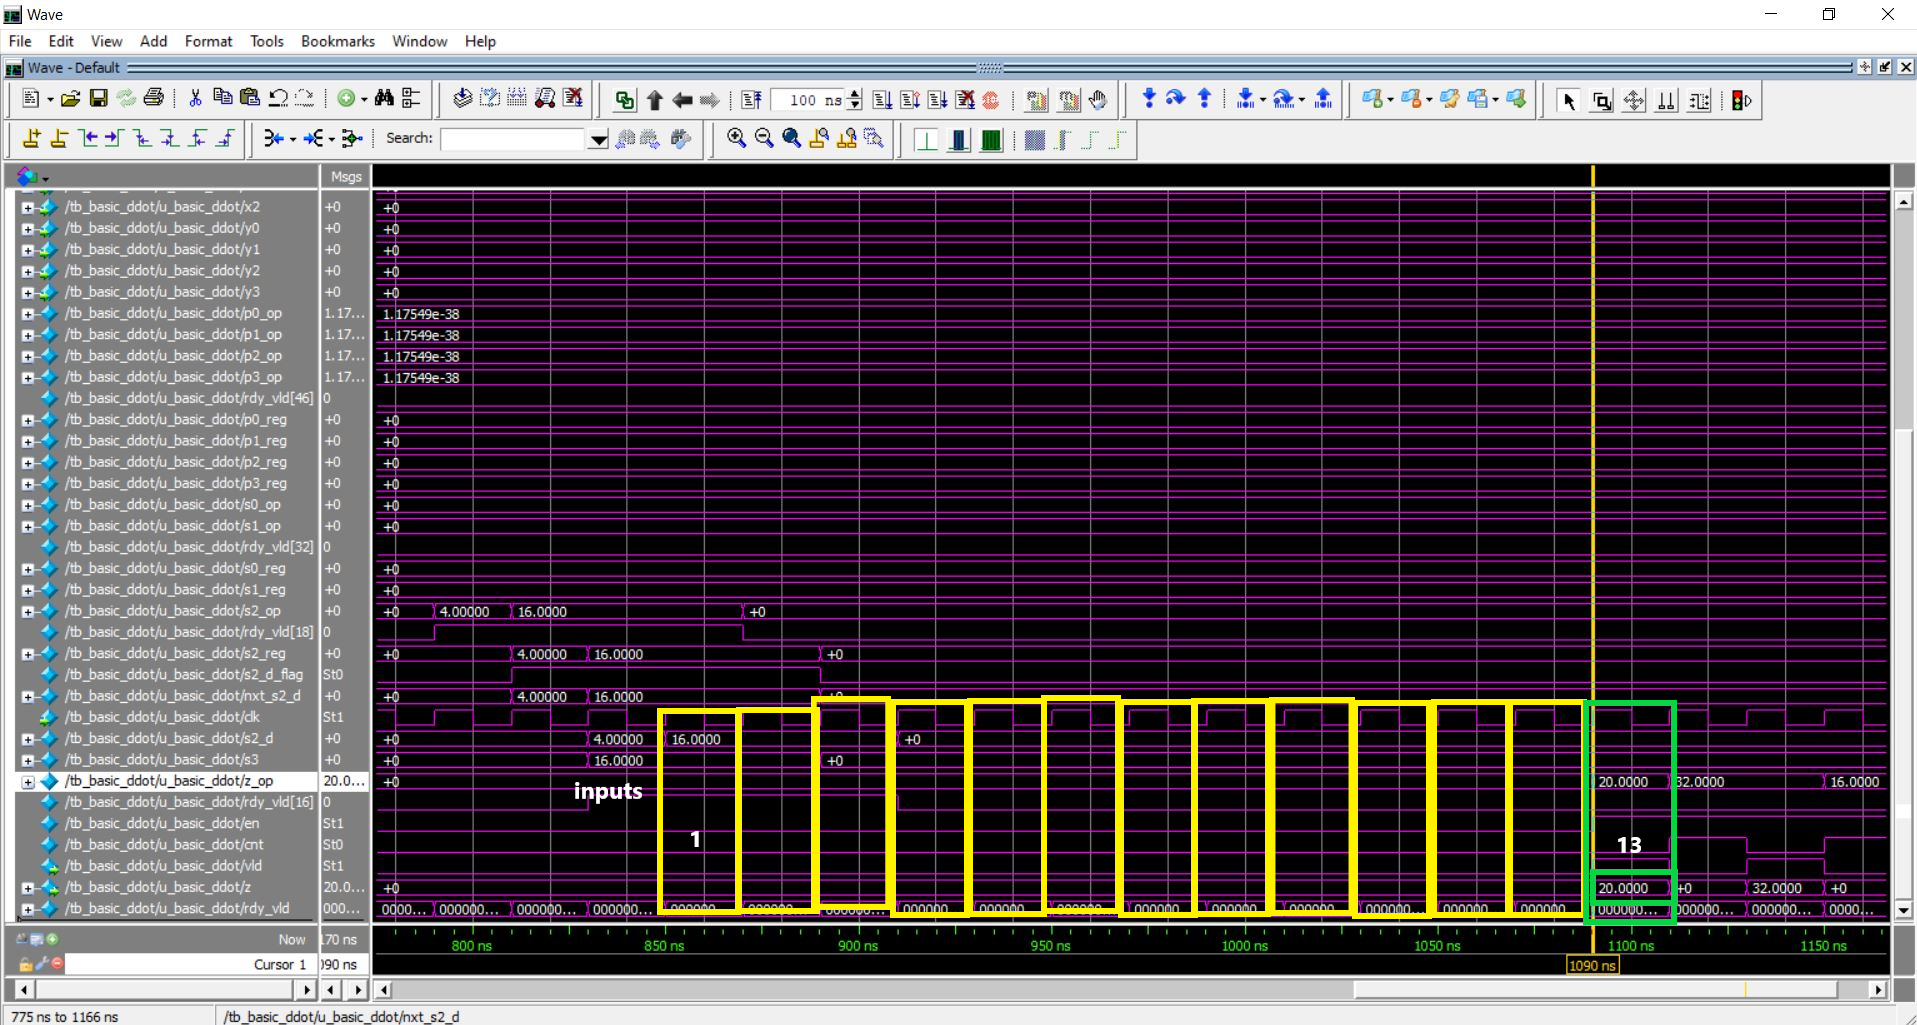 Wave
File Edit View Add Format Tools Bookmarks Window Help
Wave - Default
100 ns
Search:
Msgs
/tb_basic_ddot/u_basic_ddot/x2 +0 +0
/tb_basic_ddot/u_basic_ddot/y0 +0 +0
/tb_basic_ddot/u_basic_ddot/y1 +0 +0
/tb_basic_ddot/u_basic_ddot/y2 +0 +0
/tb_basic_ddot/u_basic_ddot/y3 +0 +0
/tb_basic_ddot/u_basic_ddot/p0_op 1.17... 1.17549e-38
/tb_basic_ddot/u_basic_ddot/p1_op 1.17... 1.17549e-38
/tb_basic_ddot/u_basic_ddot/p2_op 1.17... 1.17549e-38
/tb_basic_ddot/u_basic_ddot/p3_op 1.17... 1.17549e-38
/tb_basic_ddot/u_basic_ddot/rdy_vld[46] 0
/tb_basic_ddot/u_basic_ddot/p0_reg +0 +0
/tb_basic_ddot/u_basic_ddot/p1_reg +0 +0
/tb_basic_ddot/u_basic_ddot/p2_reg +0 +0
/tb_basic_ddot/u_basic_ddot/p3_reg +0 +0
/tb_basic_ddot/u_basic_ddot/s0_op +0 +0
/tb_basic_ddot/u_basic_ddot/s1_op +0 +0
/tb_basic_ddot/u_basic_ddot/rdy_vld[32] 0
/tb_basic_ddot/u_basic_ddot/s0_reg +0 +0
/tb_basic_ddot/u_basic_ddot/s1_reg +0 +0
/tb_basic_ddot/u_basic_ddot/s2_op +0 +0 4.00000 16.0000 +0
/tb_basic_ddot/u_basic_ddot/rdy_vld[18] 0
/tb_basic_ddot/u_basic_ddot/s2_reg +0 +0 4.00000 16.0000 +0
/tb_basic_ddot/u_basic_ddot/s2_d_flag St0
/tb_basic_ddot/u_basic_ddot/nxt_s2_d +0 +0 4.00000 16.0000 +0
/tb_basic_ddot/u_basic_ddot/clk St1
/tb_basic_ddot/u_basic_ddot/s2_d +0 +0 4.00000 16.0000 +0
/tb_basic_ddot/u_basic_ddot/s3 +0 +0 16.0000 +0
/tb_basic_ddot/u_basic_ddot/z_op 20.0... +0 20.0000 32.0000 16.0000
inputs
/tb_basic_ddot/u_basic_ddot/rdy_vld[16] 0
/tb_basic_ddot/u_basic_ddot/en St1
/tb_basic_ddot/u_basic_ddot/cnt St0 1 13
/tb_basic_ddot/u_basic_ddot/vld St1
/tb_basic_ddot/u_basic_ddot/z 20.0... +0 20.0000 +0 32.0000 +0
/tb_basic_ddot/u_basic_ddot/rdy_vld 000... 0000... 000000... 000000... 000000... 000000 000000... 000000... 000000 000000 000000... 000000 000000 000000 000000... 000000 000000 000000... 000000... 000000... 0000...
Now 170 ns 800 ns 850 ns 900 ns 950 ns 1000 ns 1050 ns 1100 ns 1150 ns
Cursor 1 090 ns 1090 ns
775 ns to 1166 ns /tb_basic_ddot/u_basic_ddot/nxt_s2_d